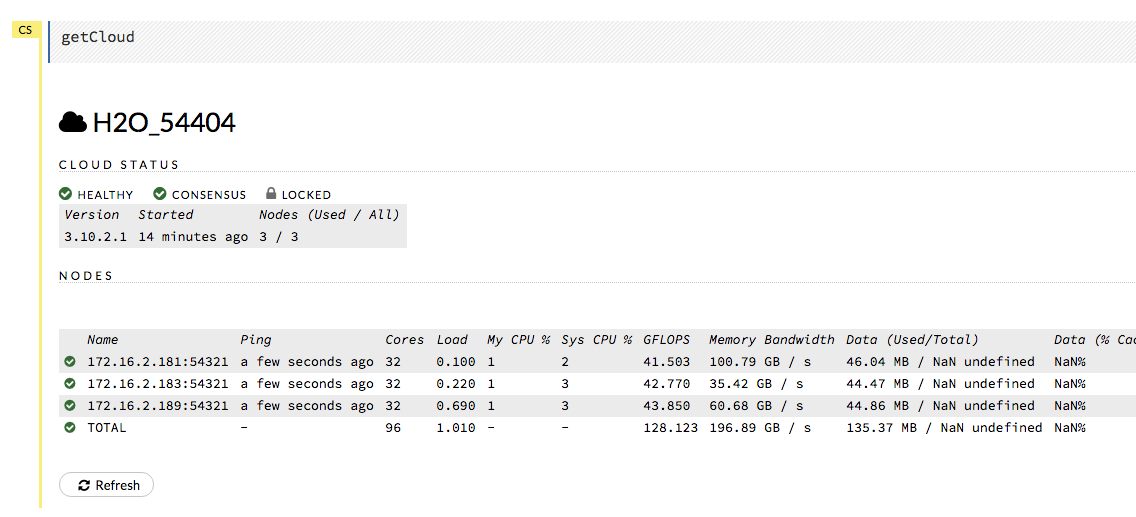 CS
getCloud
H2O_54404
CLOUD STATUS
HEALTHY CONSENSUS LOCKED
Version Started Nodes (Used / All)
3.10.2.1 14 minutes ago 3 / 3
NODES
Name Ping Cores Load My CPU % Sys CPU % GFLOPS Memory Bandwidth Data (Used/Total) Data (%
172.16.2.181:54321 a few seconds ago 32 0.100 1 2 41.503 100.79 GB / s 46.04 MB / NaN undefined NaN%
172.16.2.183:54321 a few seconds ago 32 0.220 1 3 42.770 35.42 GB / s 44.47 MB / NaN undefined NaN%
172.16.2.189:54321 a few seconds ago 32 0.690 1 3 43.850 60.68 GB / s 44.86 MB / NaN undefined NaN%
TOTAL - 96 1.010 - - 128.123 196.89 GB / s 135.37 MB / NaN undefined NaN%
Refresh